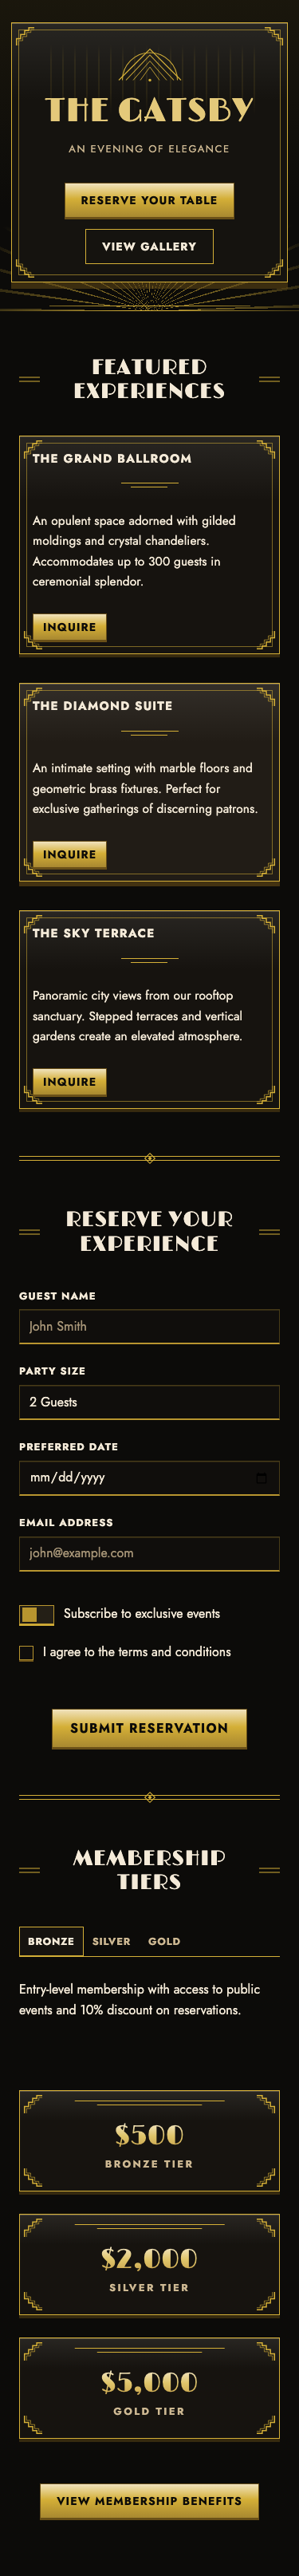 THE GATSBY
AN EVENING OF ELEGANCE
RESERVE YOUR TABLE
VIEW GALLERY
FEATURED
EXPERIENCES
THE GRAND BALLROOM
An opulent space adorned with gilded
moldings and crystal chandeliers.
Accommodates up to 300 guests in
ceremonial splendor.
INQUIRE
THE DIAMOND SUITE
An intimate setting with marble floors and
geometric brass fixtures. Perfect for
exclusive gatherings of discerning patrons.
INQUIRE
THE SKY TERRACE
Panoramic city views from our rooftop
sanctuary. Stepped terraces and vertical
gardens create an elevated atmosphere.
INQUIRE
RESERVE YOUR
EXPERIENCE
GUEST NAME
John Smith
PARTY SIZE
2 Guests
PREFERRED DATE
mm/dd/yyyy
EMAIL ADDRESS
john@example.com
Subscribe to exclusive events
I agree to the terms and conditions
SUBMIT RESERVATION
MEMBERSHIP
TIERS
BRONZE SILVER GOLD
Entry-level membership with access to public
events and 10% discount on reservations.
$500
BRONZE TIER
$2,000
SILVER TIER
$5,000
GOLD TIER
VIEW MEMBERSHIP BENEFITS